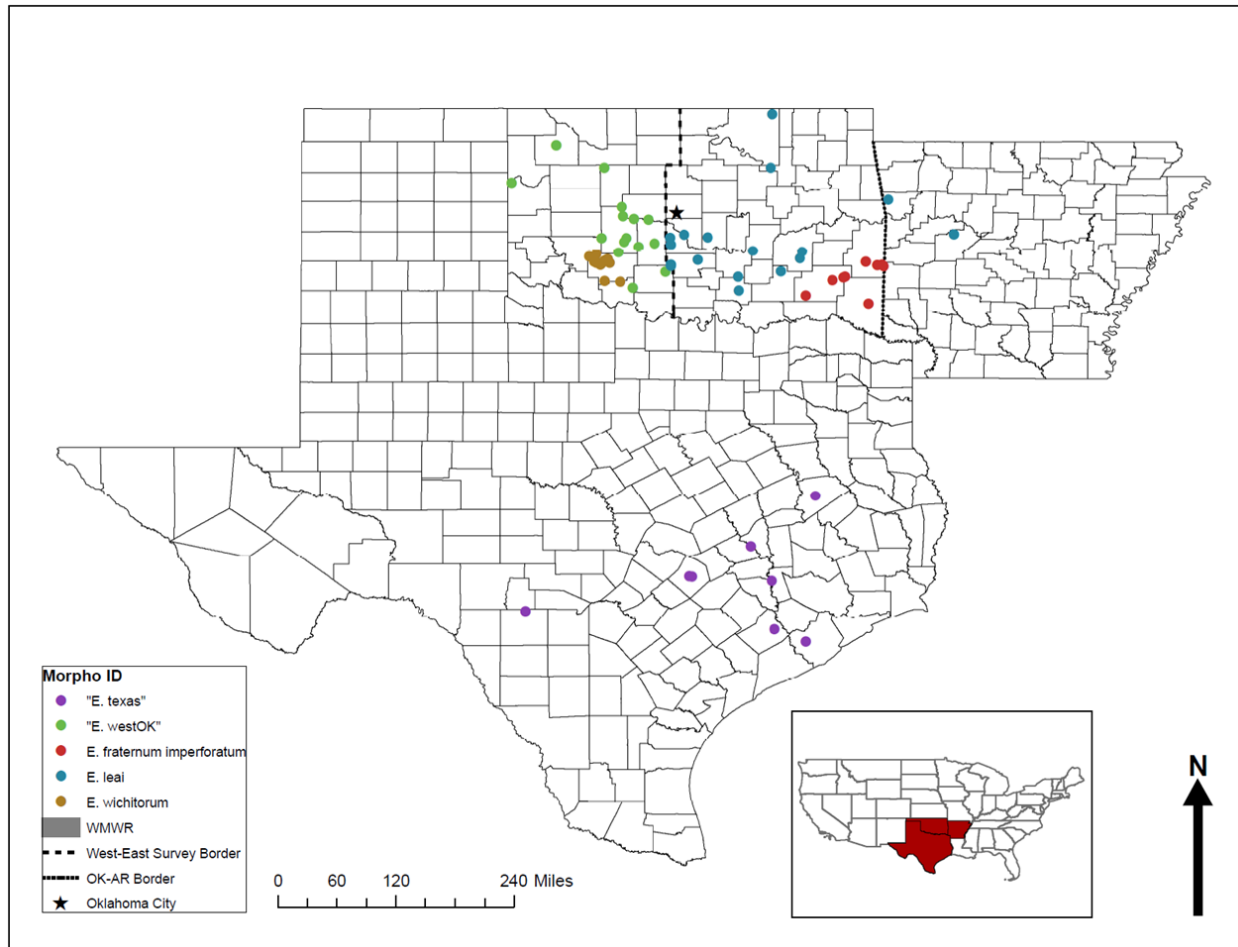 Morpho ID
"E. texas"
"E. westOK"
E. fraternum imperforatum
E. leai
E. wichitorum
WMWR
West-East Survey Border
OK-AR Border
Oklahoma City
0 60 120 240 Miles
N